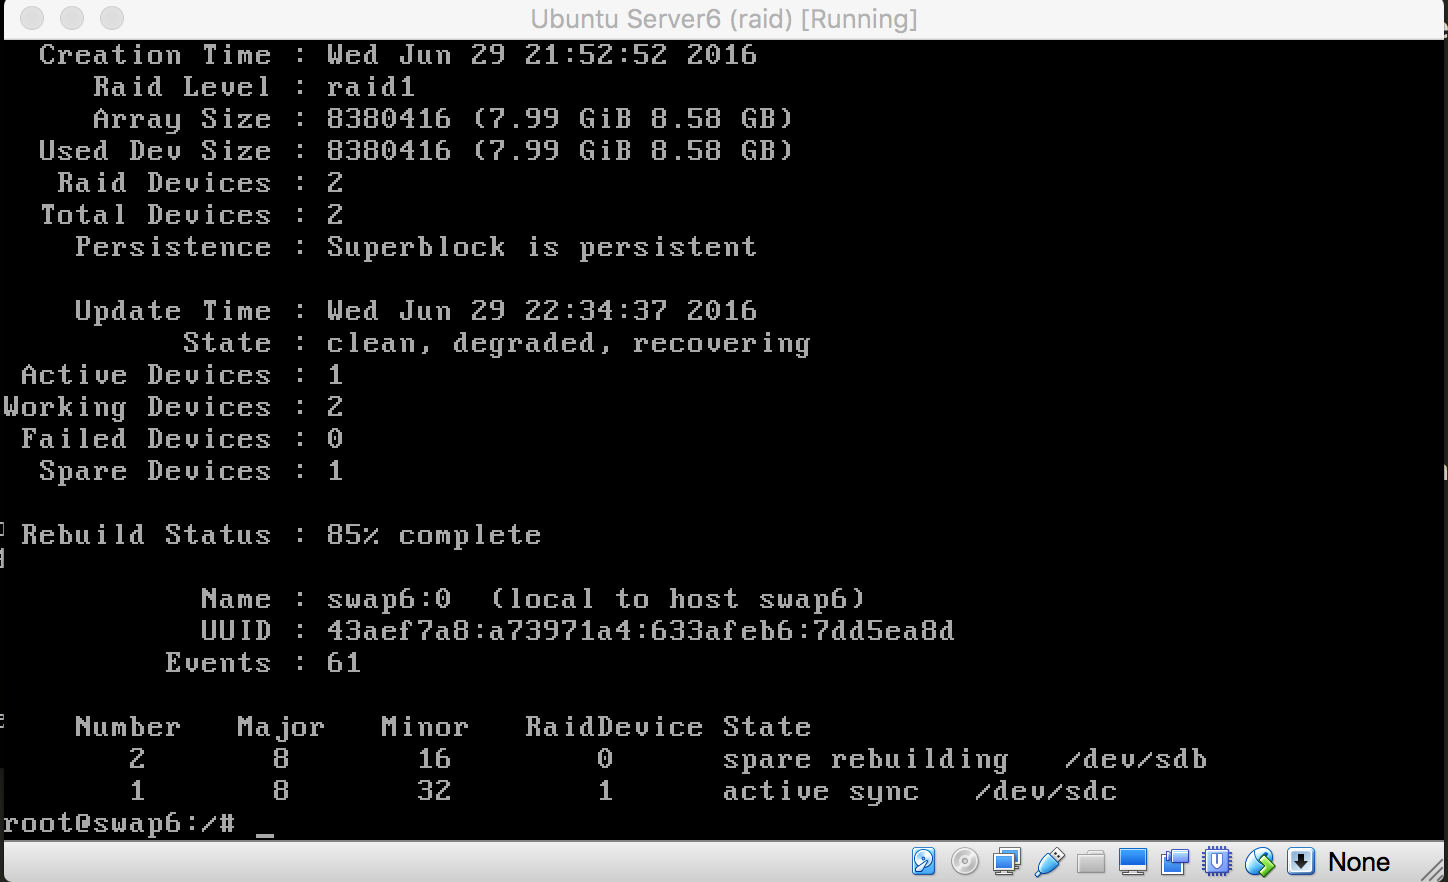 Ubuntu Server6 (raid) [Running]
Creation Time : Wed Jun 29 21:52:52 2016
Raid Level : raid1
Array Size : 8380416 (7.99 GiB 8.58 GB)
Used Dev Size : 8380416 (7.99 GiB 8.58 GB)
Raid Devices : 2
Total Devices : 2
Persistence : Superblock is persistent
Update Time : Wed Jun 29 22:34:37 2016
State : clean, degraded, recovering
Active Devices : 1
Working Devices : 2
Failed Devices : 0
Spare Devices : 1
Rebuild Status : 85% complete
Name : swap6:0 (local to host swap6)
UUID : 43aef7a8:a73971a4:633afeb6:7dd5ea8d
Events : 61
Number Major Minor RaidDevice State
2 8 16 0 spare rebuilding /dev/sdb
1 8 32 1 active sync /dev/sdc
root@swap6:/# _
None